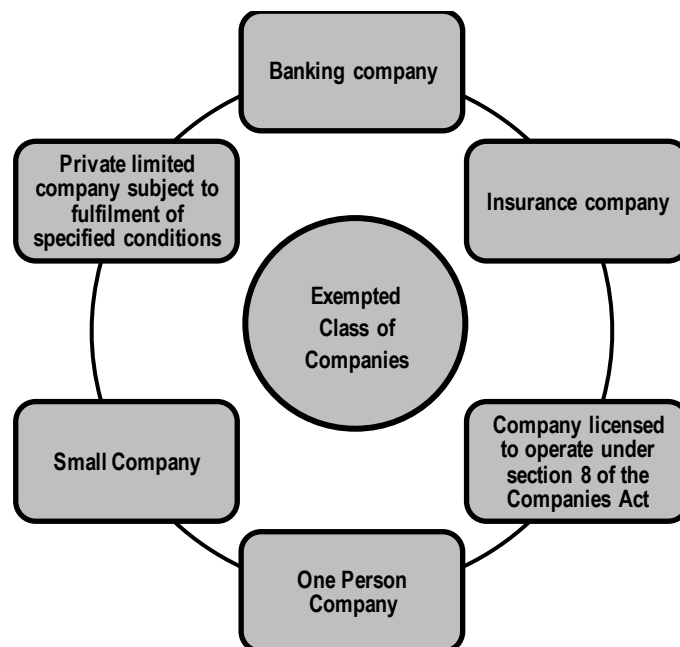 Banking company
Private limited
company subject to
fulfilment of
specified conditions
Insurance company
Exempted
Class of
Companies
Small Company
Company licensed
to operate under
section 8 of the
Companies Act
One Person
Company